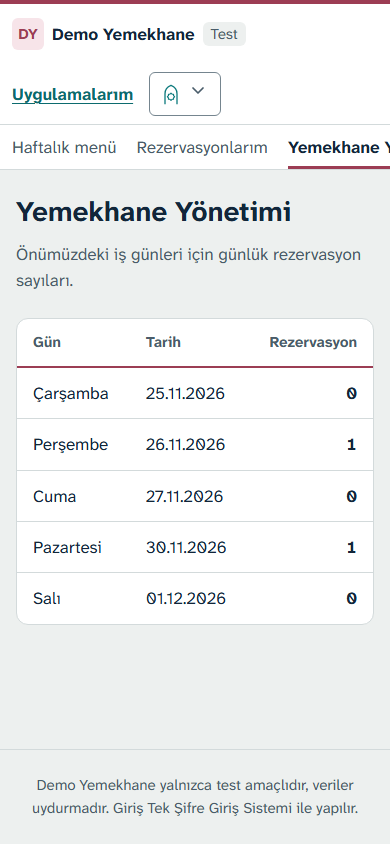 DY Demo Yemekhane Test
Uygulamalarım
Haftalık menü Rezervasyonlarım Yemekhane Y
Yemekhane Yönetimi
Önümüzdeki iş günleri için günlük rezervasyon
sayıları.
Gün Tarih Rezervasyon
Çarşamba 25.11.2026 0
Perşembe 26.11.2026 1
Cuma 27.11.2026 0
Pazartesi 30.11.2026 1
Salı 01.12.2026 0
Demo Yemekhane yalnızca test amaçlıdır, veriler
uydurmadır. Giriş Tek Şifre Giriş Sistemi ile yapılır.